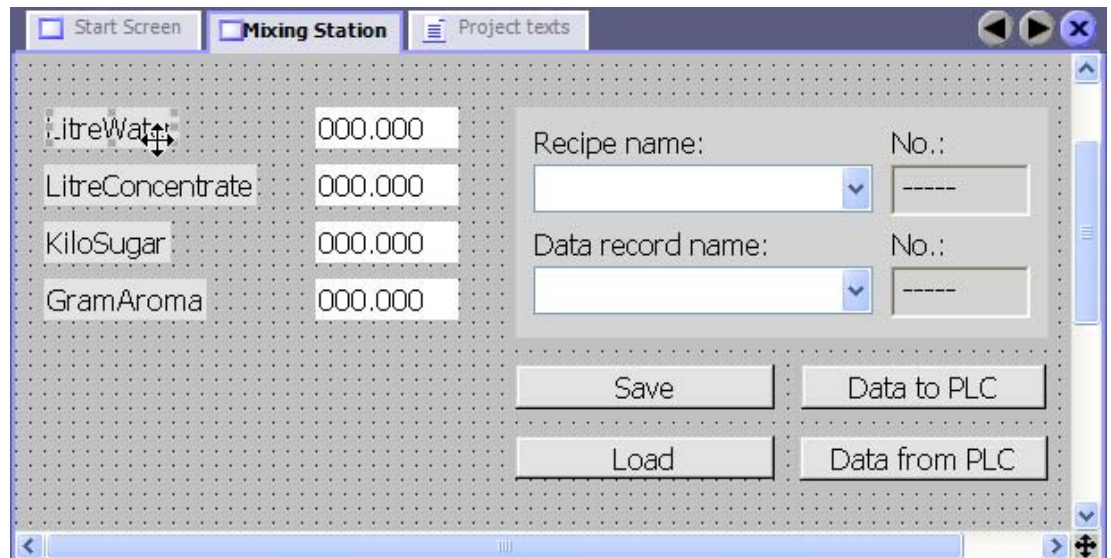 Start Screen Mixing Station Project texts
LitreWater 000.000
LitreConcentrate 000.000
KiloSugar 000.000
GramAroma 000.000
Recipe name: No.:
-----
Data record name: No.:
-----
Save Data to PLC
Load Data from PLC